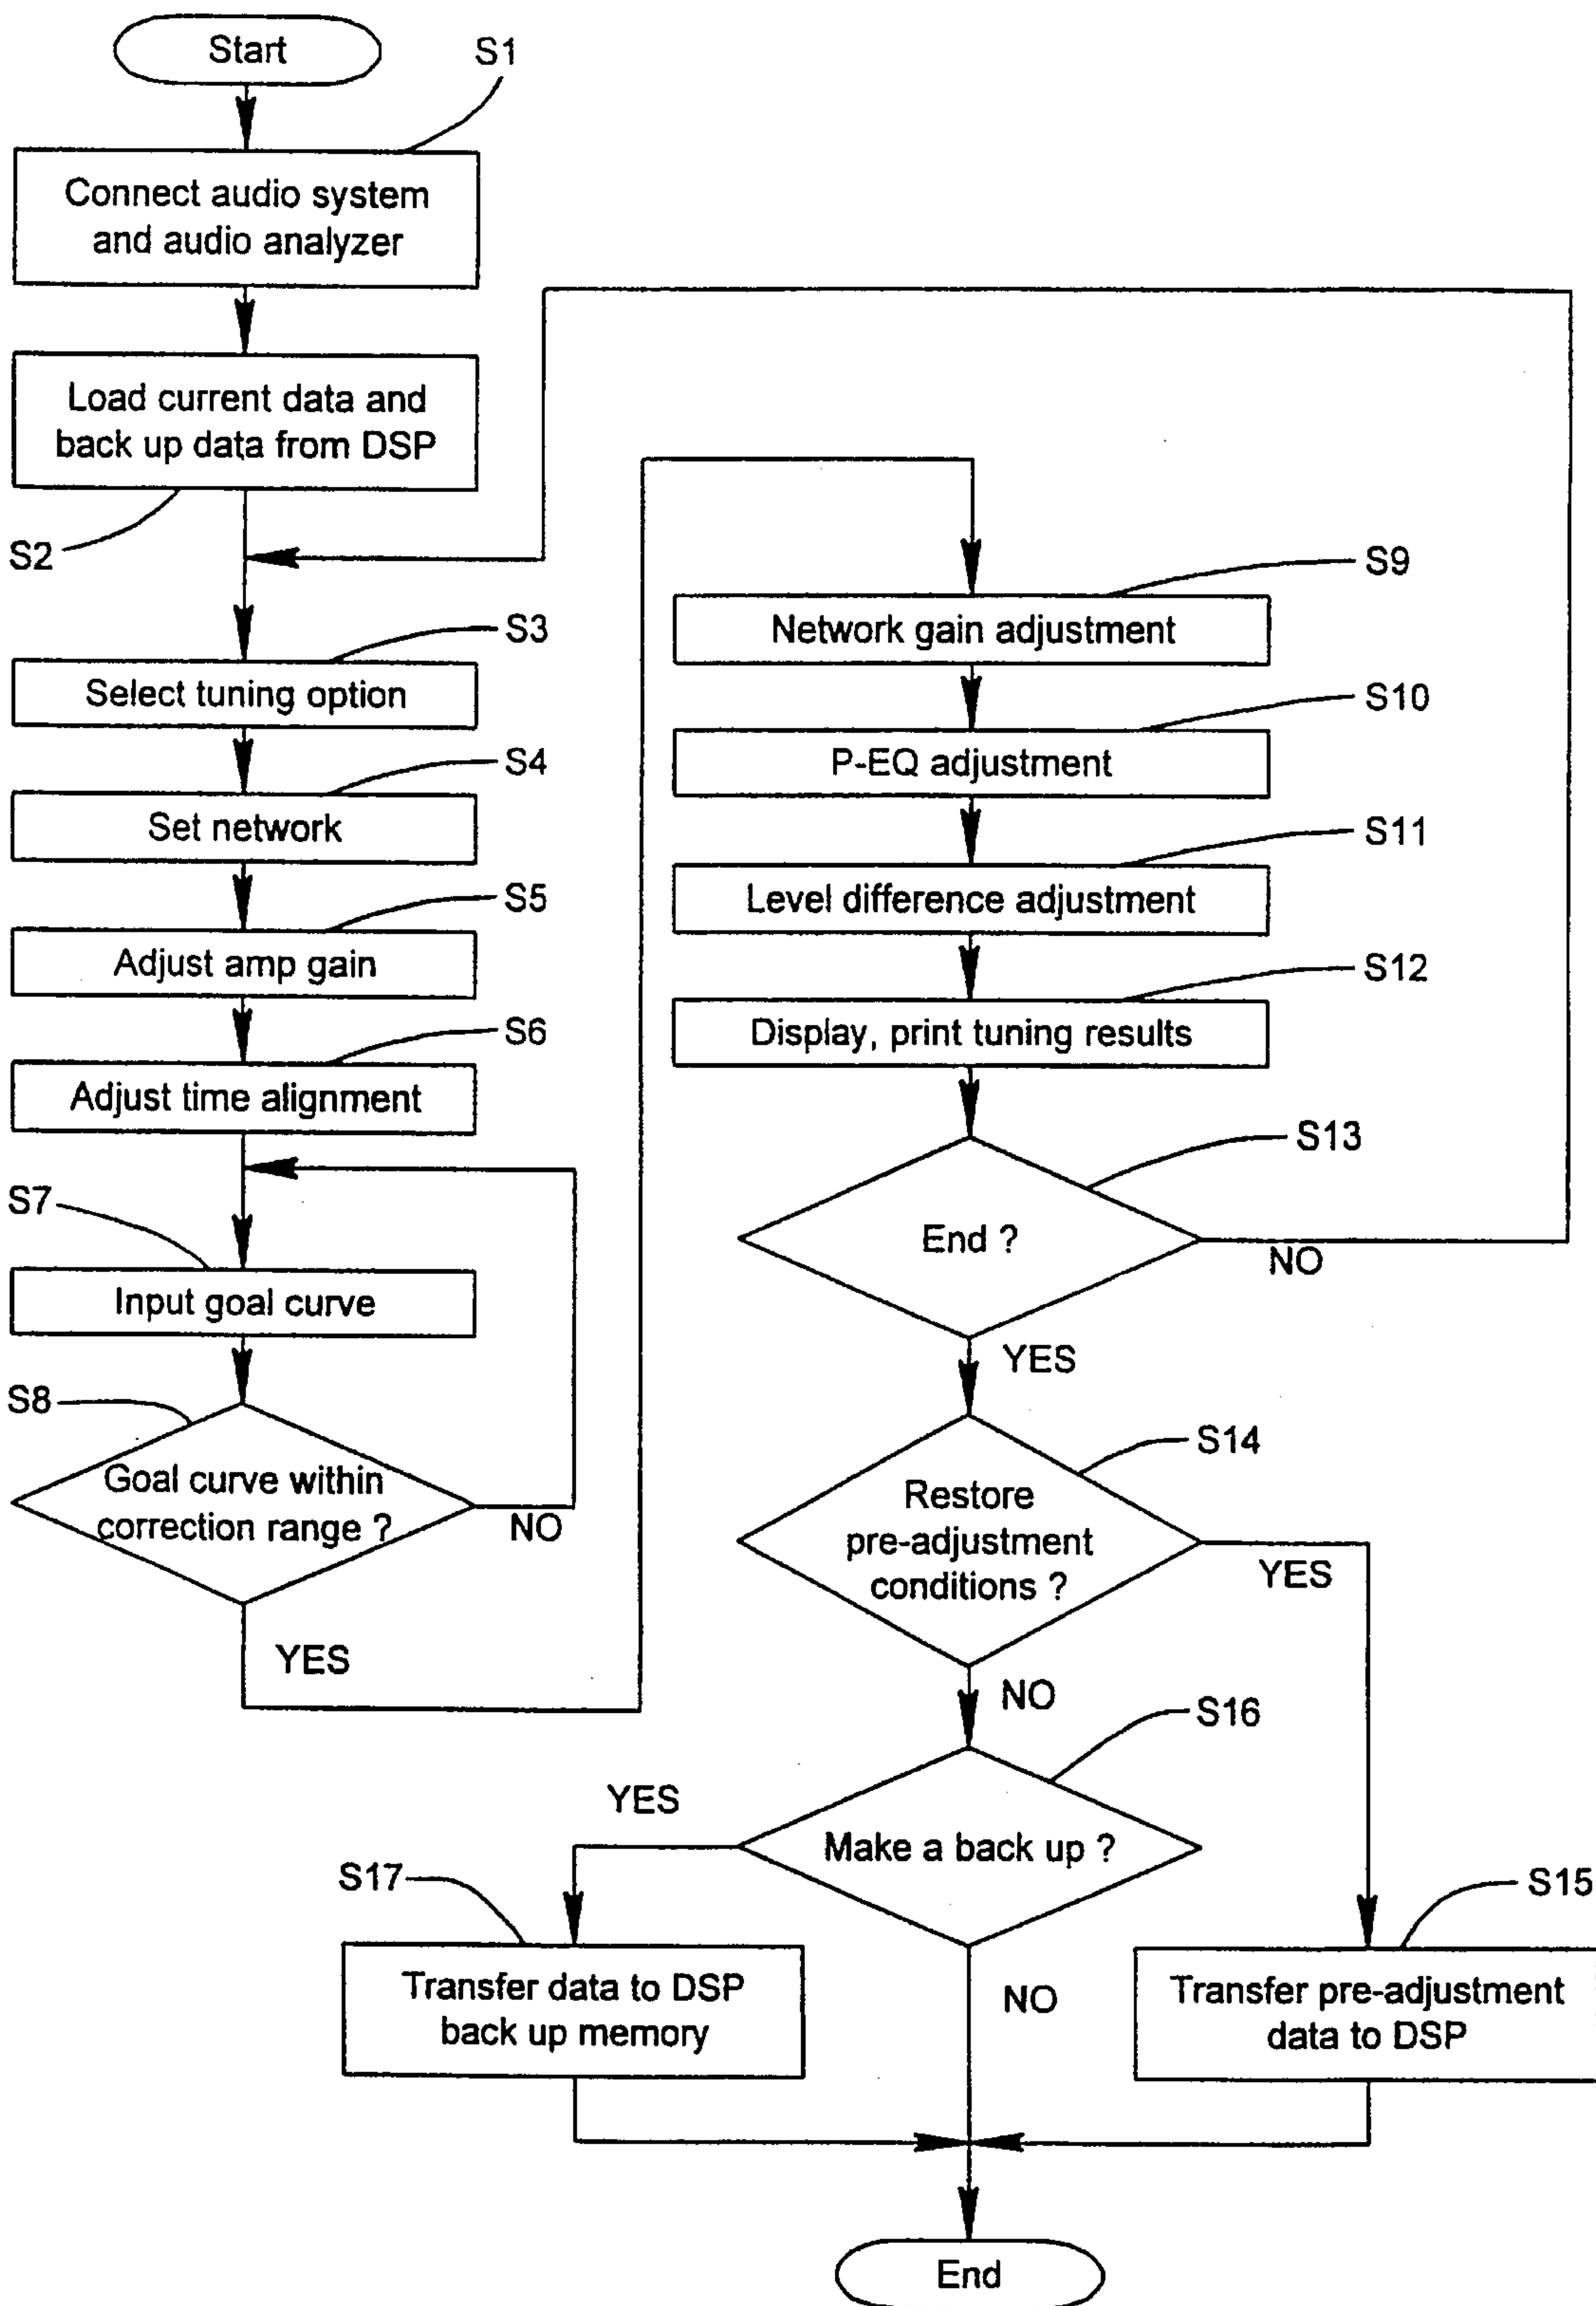 Start
S1
Connect audio system
and audio analyzer
Load current data and
back up data from DSP
S2
S3
Select tuning option
S4
Set network
S5
Adjust amp gain
S6
Adjust time alignment
S7
Input goal curve
S8
Goal curve within
correction range ?
NO
YES
S9
Network gain adjustment
S10
P-EQ adjustment
S11
Level difference adjustment
S12
Display, print tuning results
S13
End ?
NO
YES
S14
Restore
pre-adjustment
conditions ?
YES
NO
S16
YES
Make a back up ?
S17
S15
Transfer data to DSP
back up memory
NO
Transfer pre-adjustment
data to DSP
End